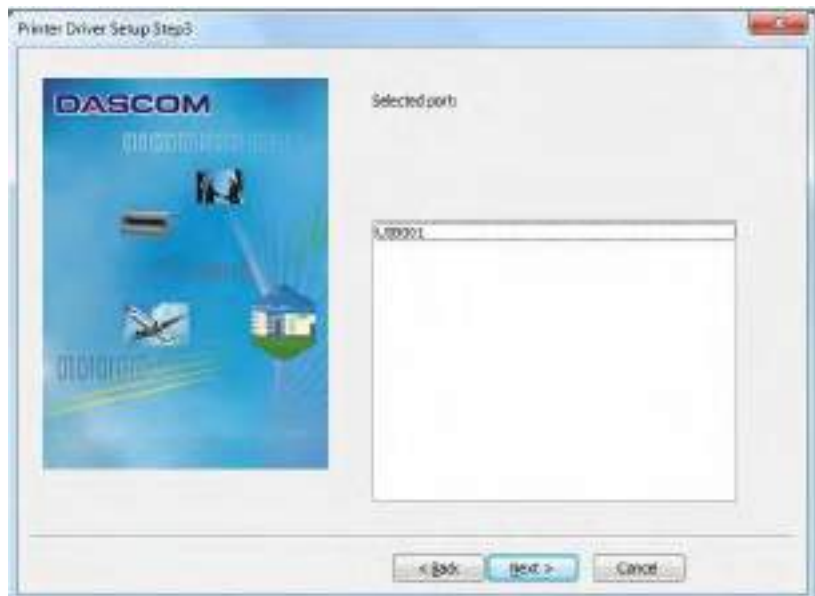 Printer Driver Setup Step3
DASCOM
Selected port:
USB001
< Back
Next >
Cancel